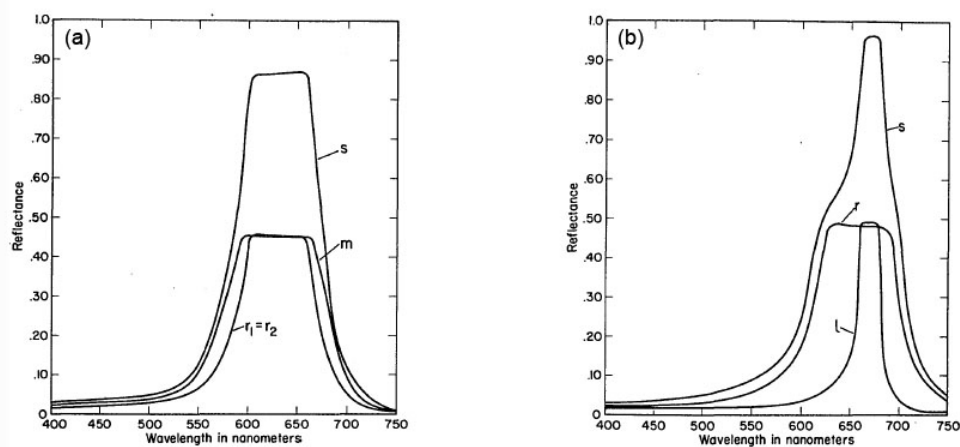 (a)
1.0
.90
.80
.70
.60
.50
.40
.30
.20
.10
0
Reflectance
s
m
r₁=r₂
400 450 500 550 600 650 700 750
Wavelength in nanometers
(b)
1.0
.90
.80
.70
.60
.50
.40
.30
.20
.10
0
Reflectance
s
r
l
400 450 500 550 600 650 700 750
Wavelength in nanometers